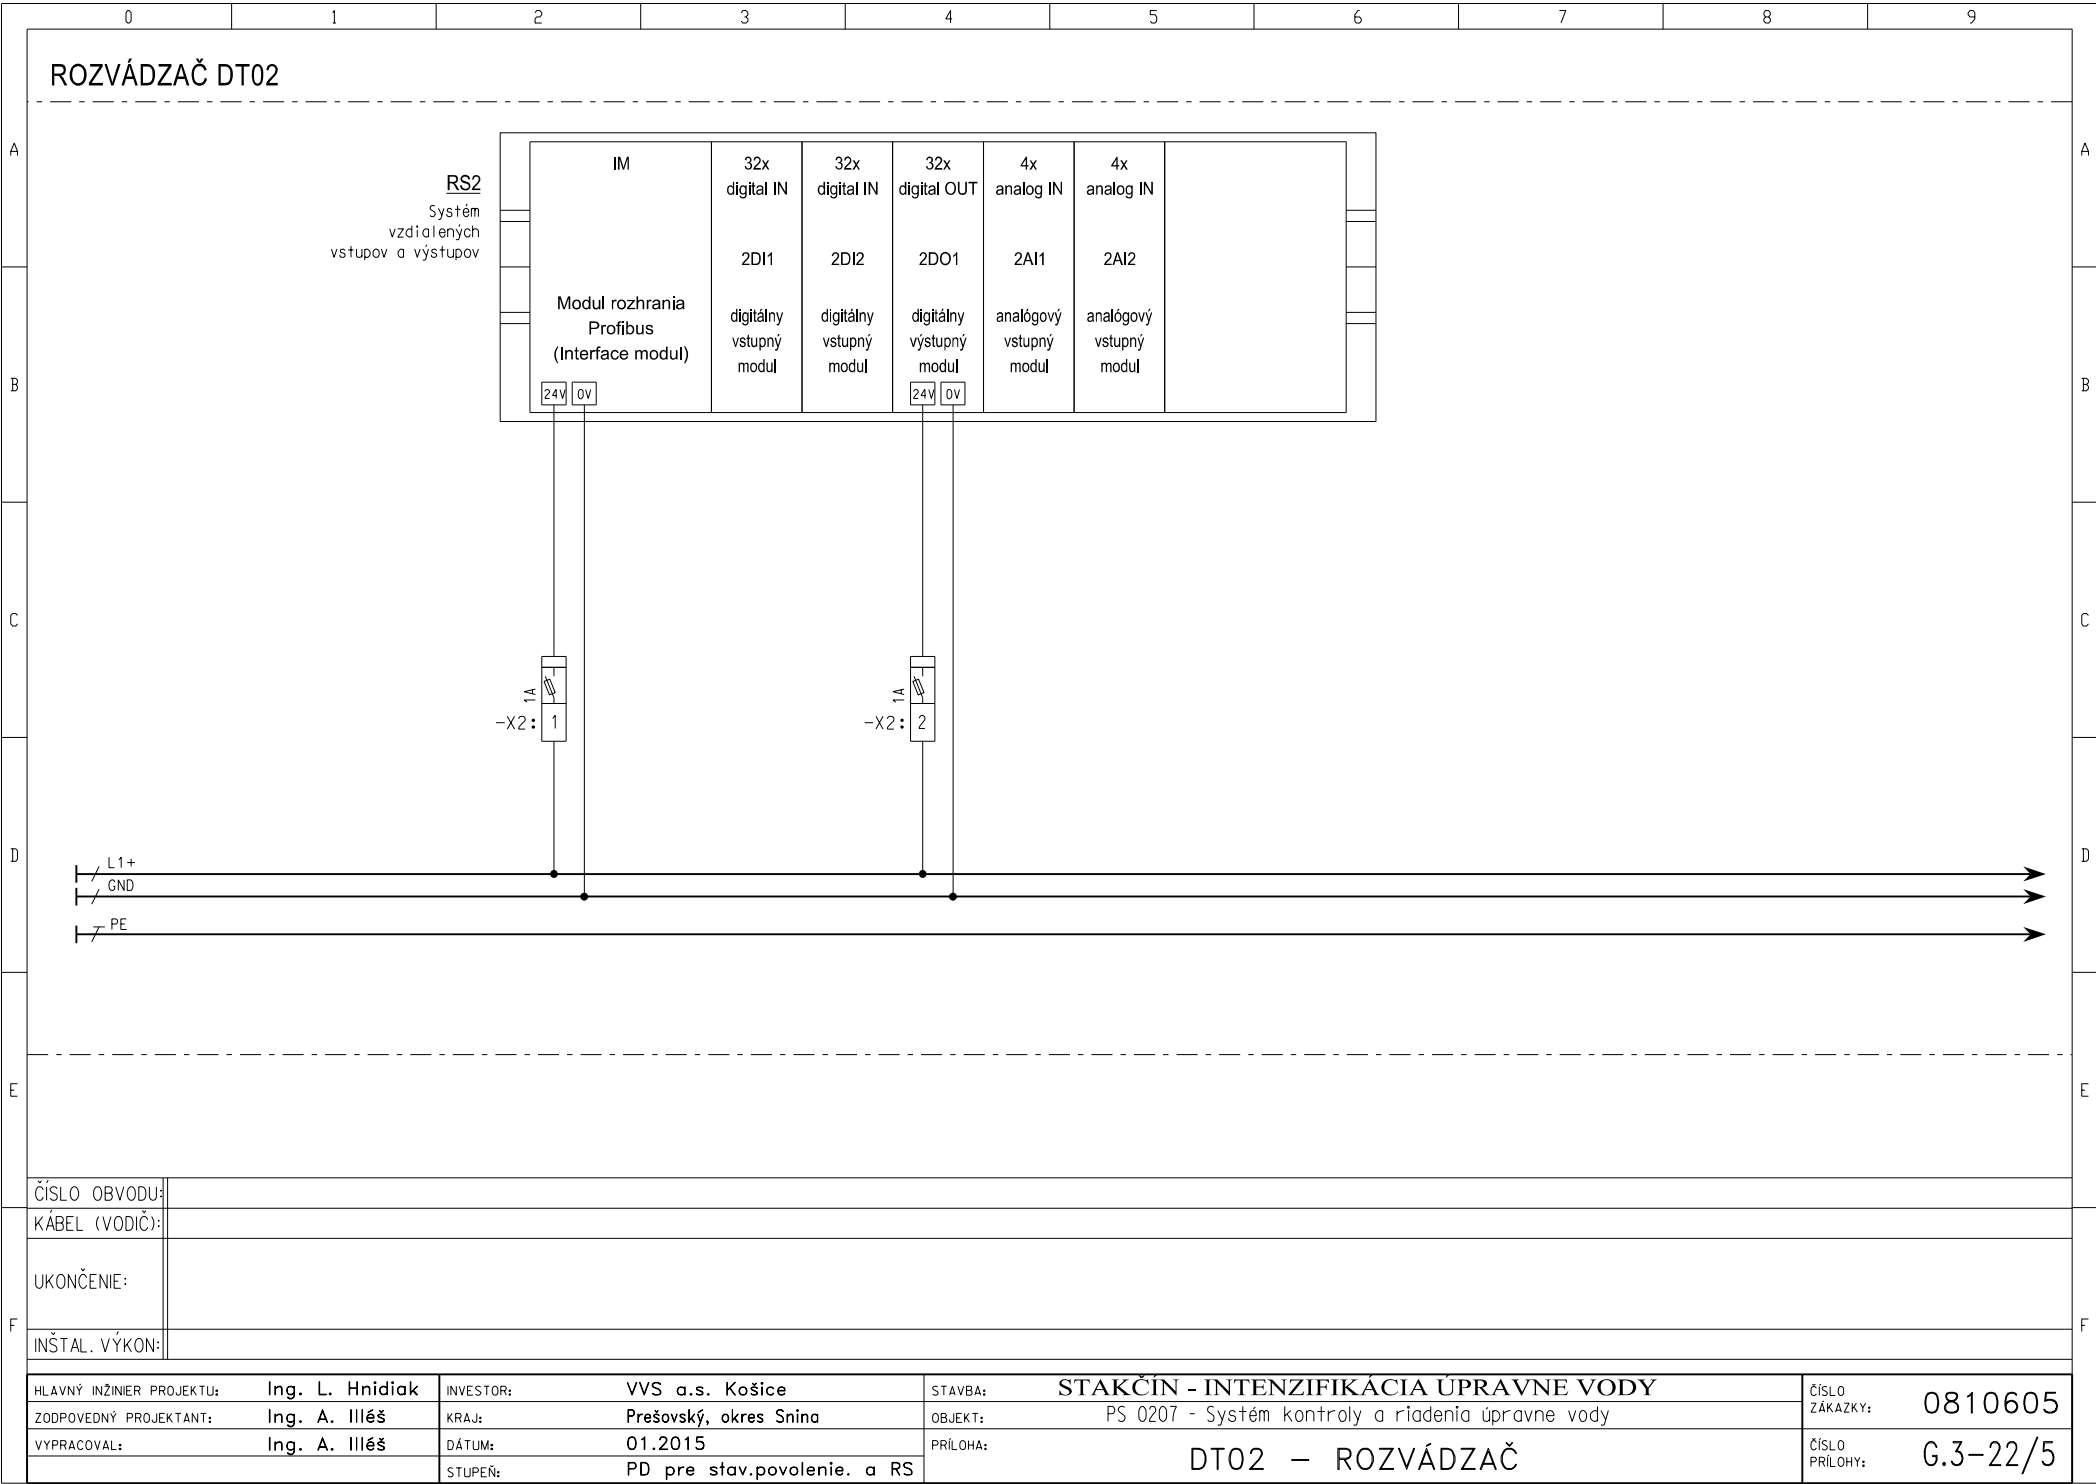 0 1 2 3 4 5 6 7 8 9
ROZVÁDZAČ DT02
A A
RS2
Systém
vzdialených
vstupov a výstupov
IM
Modul rozhrania
Profibus
(Interface modul)
24V 0V
32x
digital IN
2DI1
digitálny
vstupný
modul
32x
digital IN
2DI2
digitálny
vstupný
modul
32x
digital OUT
2DO1
digitálny
výstupný
modul
24V 0V
4x
analog IN
2AI1
analógový
vstupný
modul
4x
analog IN
2AI2
analógový
vstupný
modul
B B
C C
1A
-X2: 1
1A
-X2: 2
D D
L1+
GND
PE
E E
ČÍSLO OBVODU:
KÁBEL (VODIČ):
UKONČENIE:
F F
INŠTAL. VÝKON:
HLAVNÝ INŽINIER PROJEKTU: Ing. L. Hnidiak
ZODPOVEDNÝ PROJEKTANT: Ing. A. Illéš
VYPRACOVAL: Ing. A. Illéš
INVESTOR: VVS a.s. Košice
KRAJ: Prešovský, okres Snina
DÁTUM: 01.2015
STUPEŇ: PD pre stav.povolenie. a RS
STAVBA: STAKČÍN - INTENZIFIKÁCIA ÚPRAVNE VODY
OBJEKT: PS 0207 - Systém kontroly a riadenia úpravne vody
PRÍLOHA: DT02 – ROZVÁDZAČ
ČÍSLO
ZÁKAZKY: 0810605
ČÍSLO
PRÍLOHY: G.3-22/5